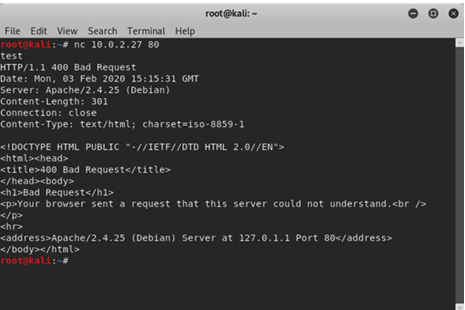 root@kali: ~
File Edit View Search Terminal Help
root@kali:~# nc 10.0.2.27 80
test
HTTP/1.1 400 Bad Request
Date: Mon, 03 Feb 2020 15:15:31 GMT
Server: Apache/2.4.25 (Debian)
Content-Length: 301
Connection: close
Content-Type: text/html; charset=iso-8859-1

<!DOCTYPE HTML PUBLIC "-//IETF//DTD HTML 2.0//EN">
<html><head>
<title>400 Bad Request</title>
</head><body>
<h1>Bad Request</h1>
<p>Your browser sent a request that this server could not understand.<br />
</p>
<hr>
<address>Apache/2.4.25 (Debian) Server at 127.0.1.1 Port 80</address>
</body></html>
root@kali:~#